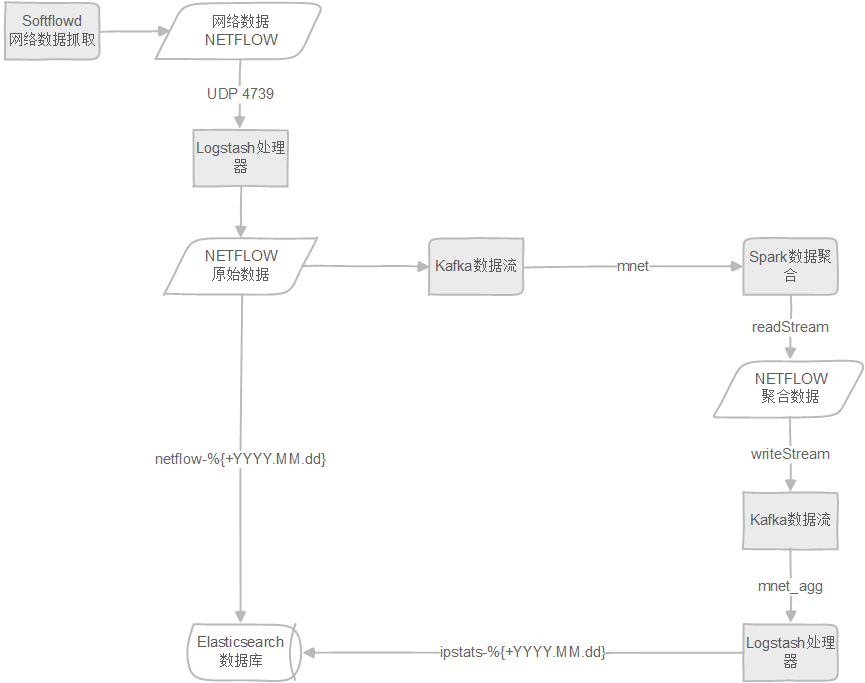 Softflowd
网络数据抓取
网络数据
NETFLOW
UDP 4739
Logstash处理
器
NETFLOW
原始数据
Kafka数据流
mnet
Spark数据聚
合
readStream
NETFLOW
聚合数据
writeStream
netflow-%{+YYYY.MM.dd}
Kafka数据流
mnet_agg
Elasticsearch
数据库
ipstats-%{+YYYY.MM.dd}
Logstash处理
器